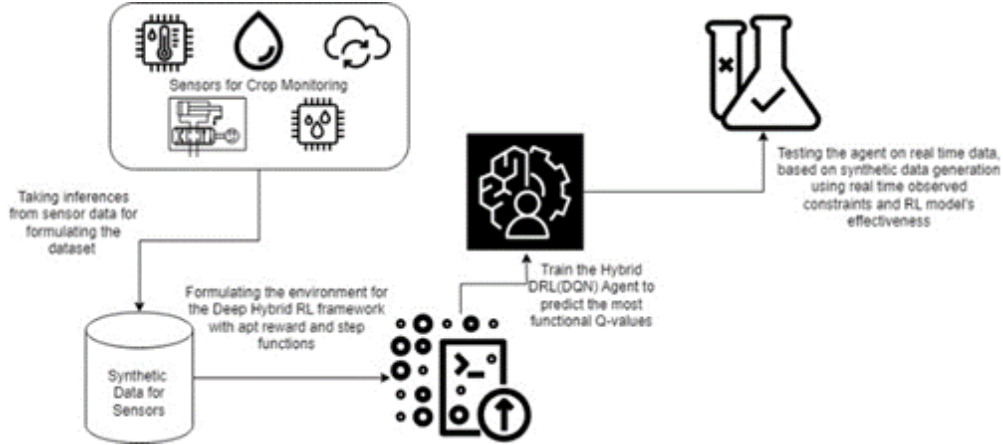 Sensors for Crop Monitoring
Taking inferences
from sensor data for
formulating the
dataset
Synthetic
Data for
Sensors
Formulating the environment for
the Deep Hybrid RL framework
with apt reward and step
functions
>_
Train the Hybrid
DRL(DQN) Agent to
predict the most
functional Q-values
Testing the agent on real time data,
based on synthetic data generation
using real time observed
constraints and RL model's
effectiveness